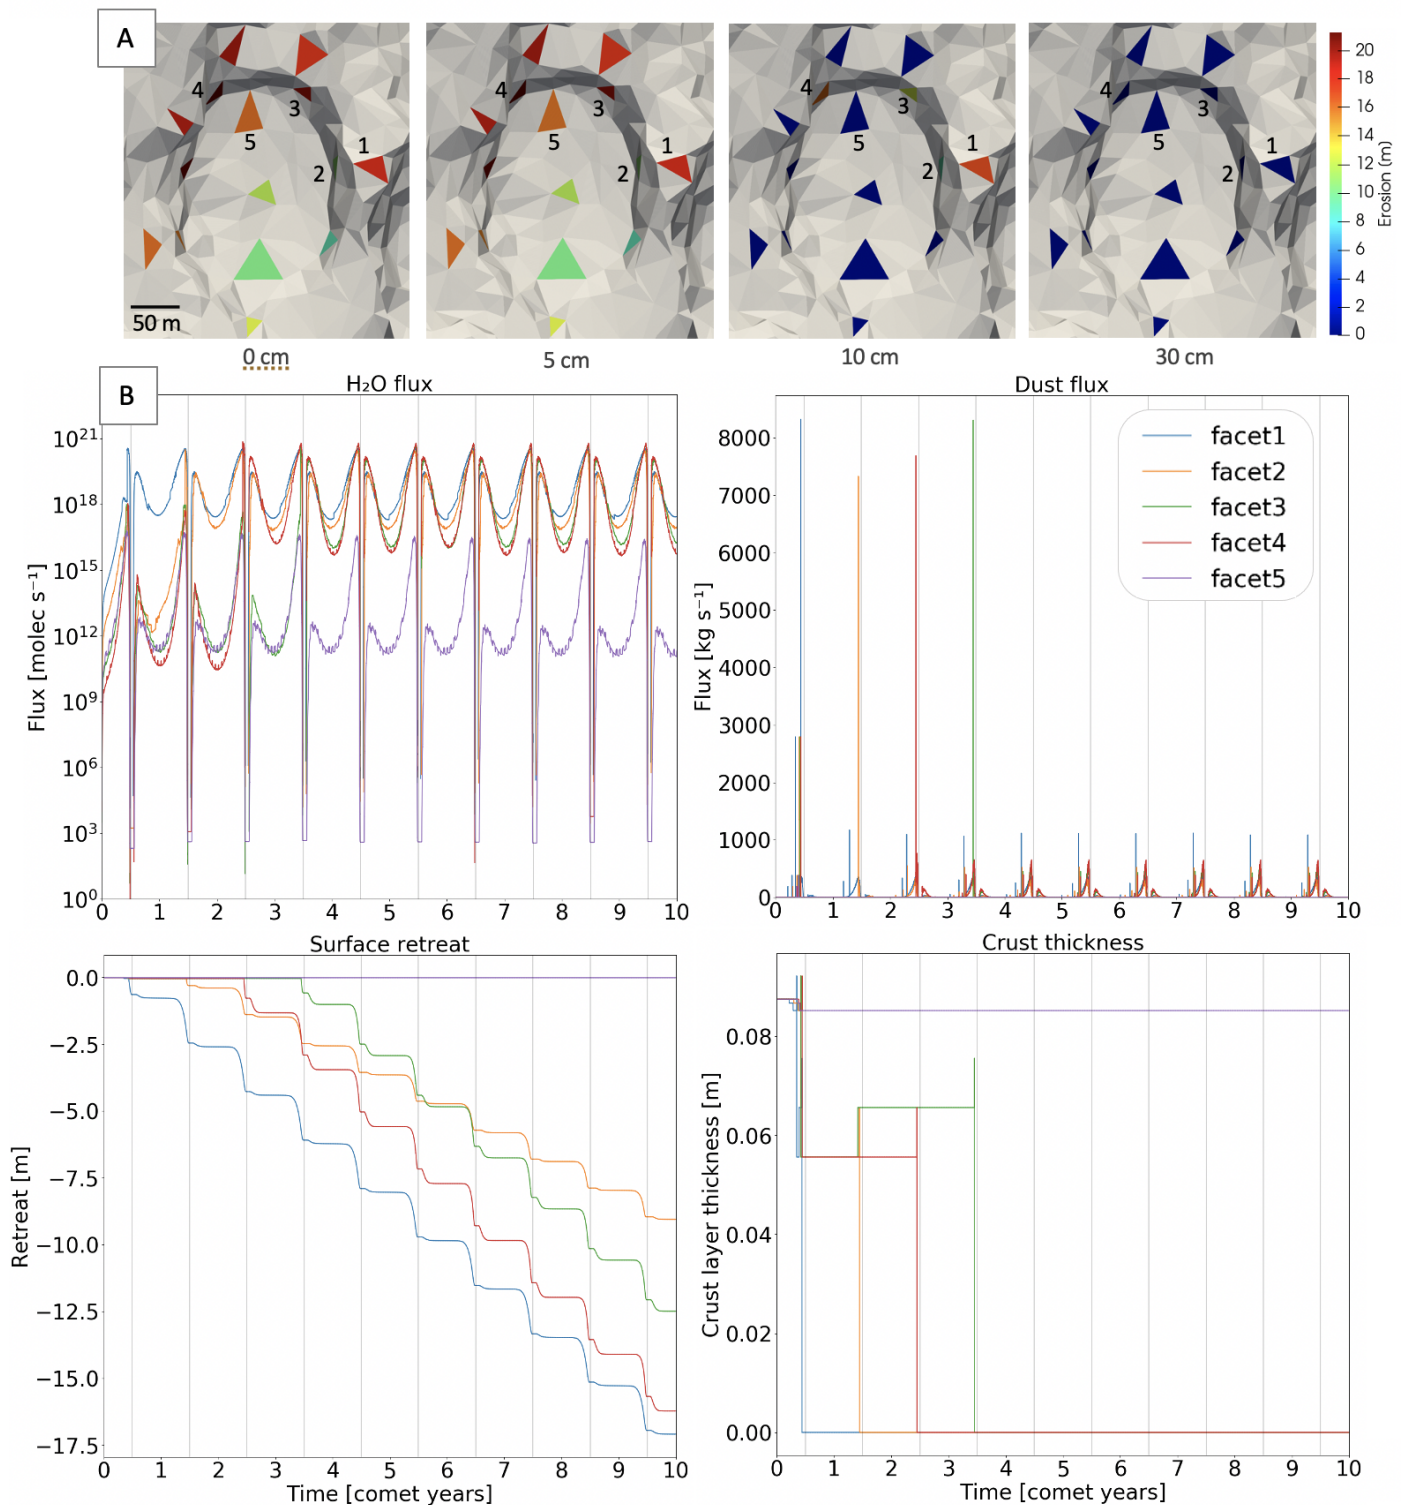 A
4
3
5
2
1
50 m
0 cm
4
3
5
2
1
5 cm
4
3
5
2
1
10 cm
4
3
5
2
1
30 cm
20
18
16
14
12
10
8
6
4
2
0
Erosion (m)
B
H₂O flux
Flux [molec s⁻¹]
10²¹
10¹⁸
10¹⁵
10¹²
10⁹
10⁶
10³
10⁰
0 1 2 3 4 5 6 7 8 9 10
Dust flux
Flux [kg s⁻¹]
8000
7000
6000
5000
4000
3000
2000
1000
0
facet1
facet2
facet3
facet4
facet5
0 1 2 3 4 5 6 7 8 9 10
Surface retreat
Retreat [m]
0.0
−2.5
−5.0
−7.5
−10.0
−12.5
−15.0
−17.5
0 1 2 3 4 5 6 7 8 9 10
Time [comet years]
Crust thickness
Crust layer thickness [m]
0.08
0.06
0.04
0.02
0.00
0 1 2 3 4 5 6 7 8 9 10
Time [comet years]